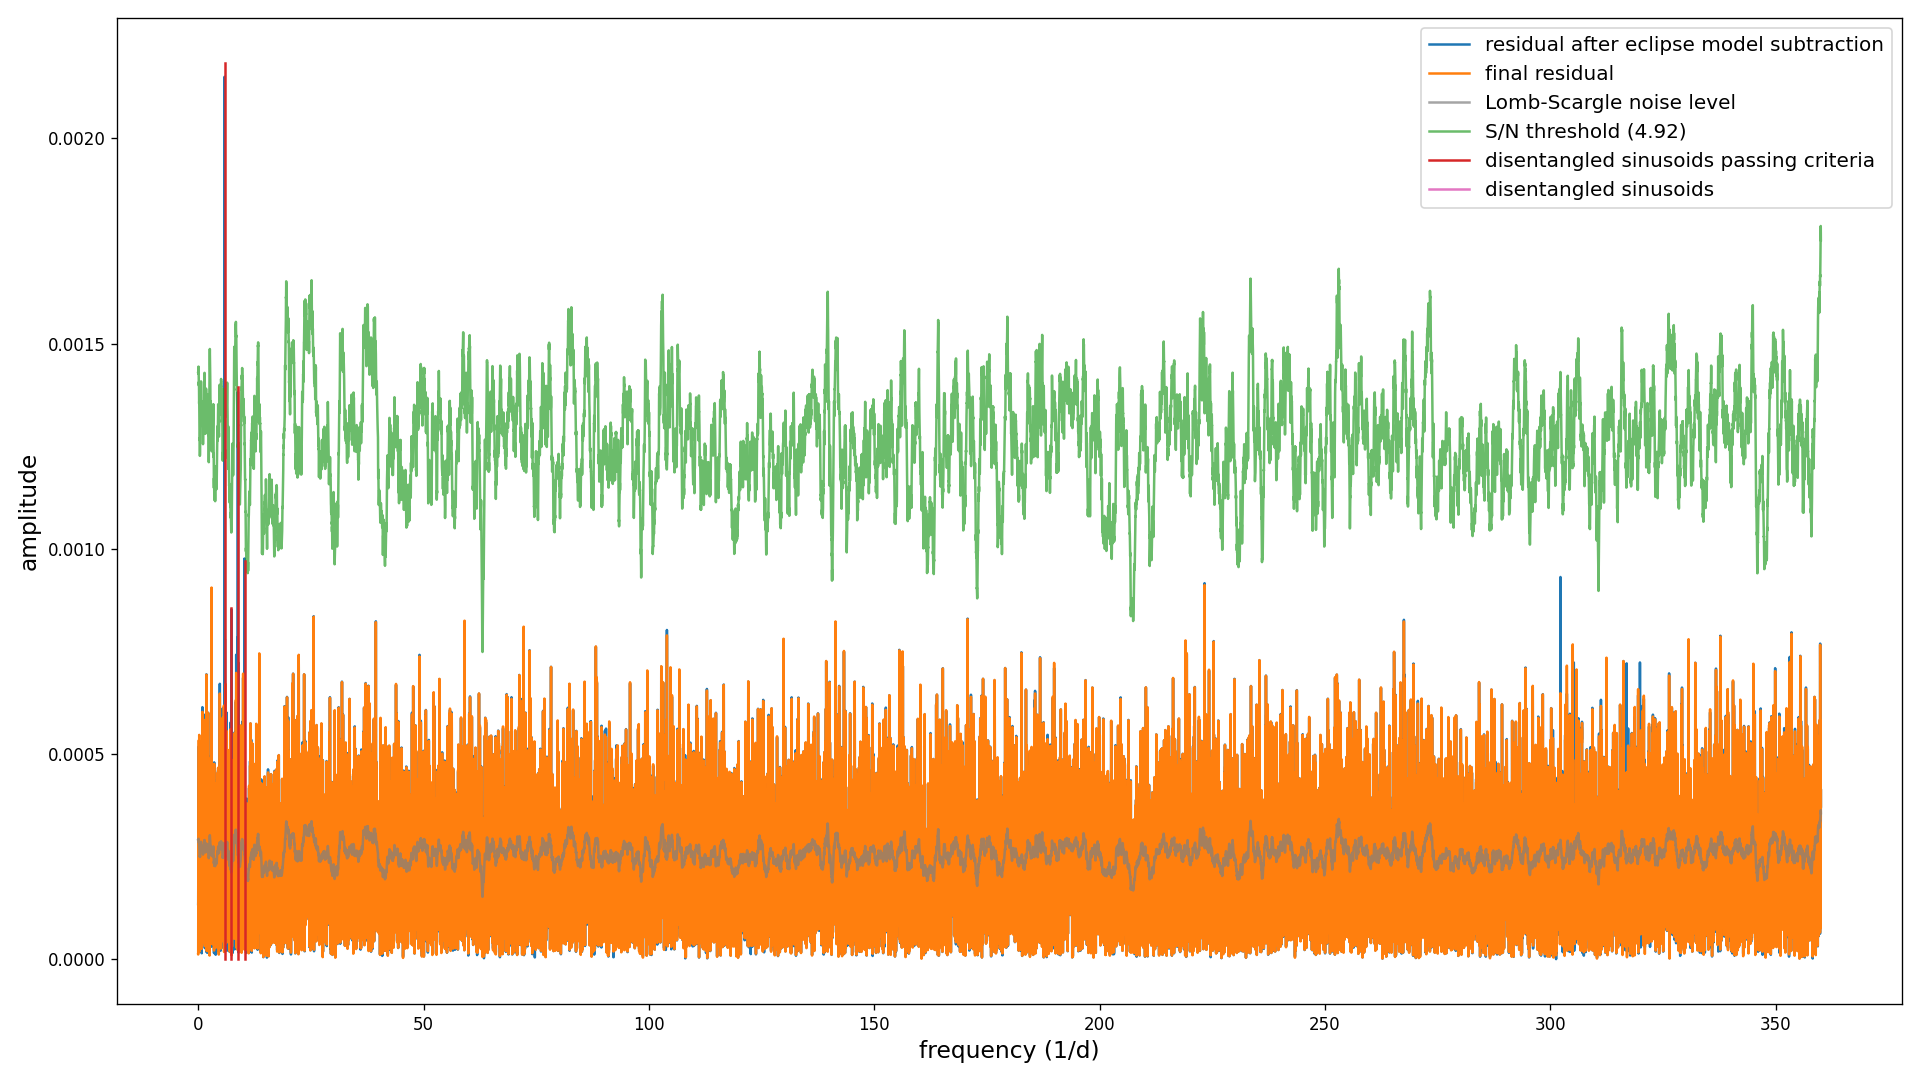 residual after eclipse model subtraction
final residual
Lomb-Scargle noise level
S/N threshold (4.92)
disentangled sinusoids passing criteria
disentangled sinusoids
amplitude
0.0020
0.0015
0.0010
0.0005
0.0000
0 50 100 150 200 250 300 350
frequency (1/d)